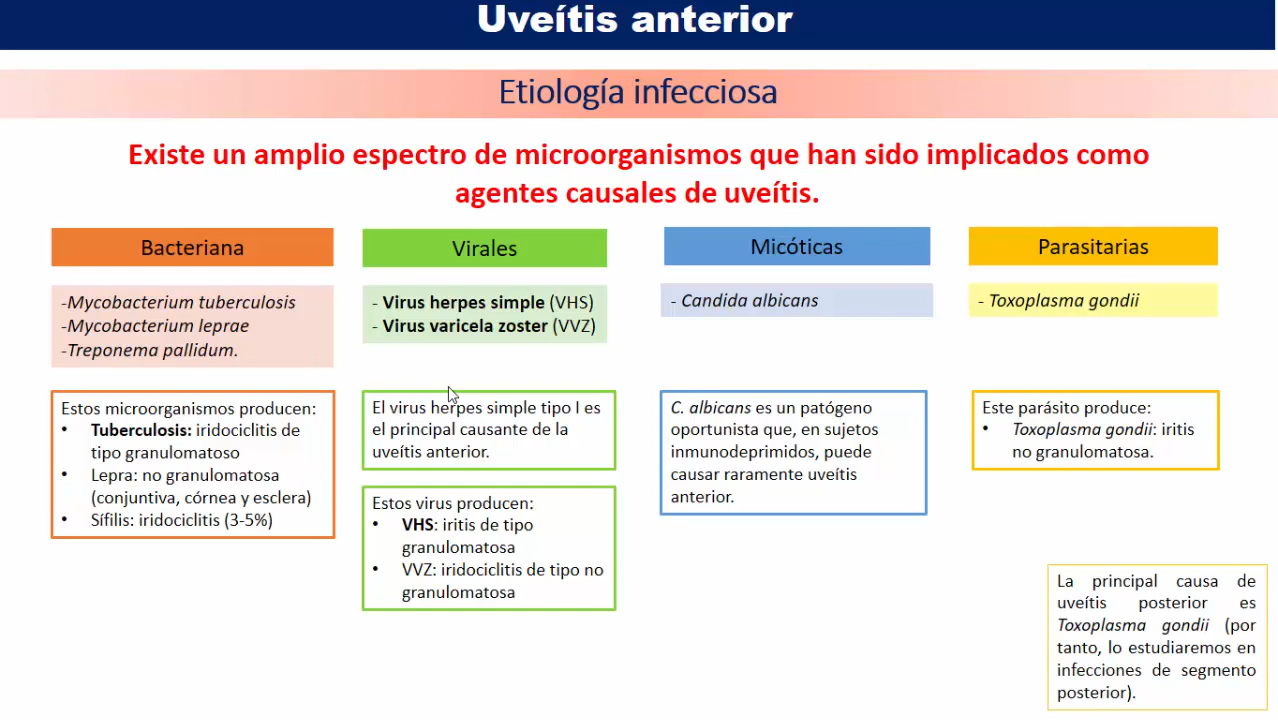 Uveítis anterior
Etiología infecciosa
Existe un amplio espectro de microorganismos que han sido implicados como
agentes causales de uveítis.
Bacteriana
-Mycobacterium tuberculosis
-Mycobacterium leprae
-Treponema pallidum.
Estos microorganismos producen:
• Tuberculosis: iridociclitis de
tipo granulomatoso
• Lepra: no granulomatosa
(conjuntiva, córnea y esclera)
• Sífilis: iridociclitis (3-5%)
Virales
- Virus herpes simple (VHS)
- Virus varicela zoster (VVZ)
El virus herpes simple tipo I es
el principal causante de la
uveítis anterior.
Estos virus producen:
• VHS: iritis de tipo
granulomatosa
• VVZ: iridociclitis de tipo no
granulomatosa
Micóticas
- Candida albicans
C. albicans es un patógeno
oportunista que, en sujetos
inmunodeprimidos, puede
causar raramente uveítis
anterior.
Parasitarias
- Toxoplasma gondii
Este parásito produce:
• Toxoplasma gondii: iritis
no granulomatosa.
La principal causa de
uveítis posterior es
Toxoplasma gondii (por
tanto, lo estudiaremos en
infecciones de segmento
posterior).